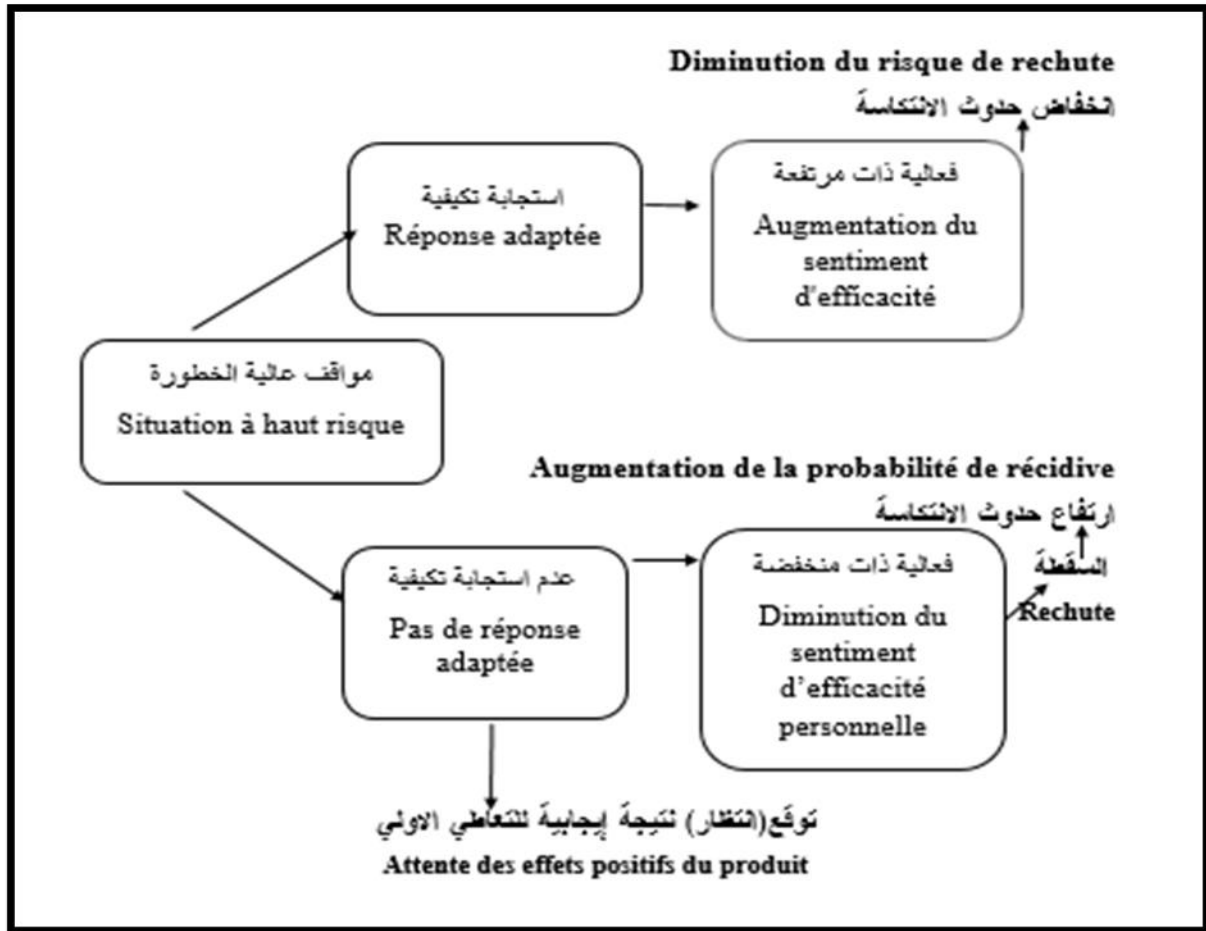 Diminution du risque de rechute
انخفاض حدوث الانتكاسة
استجابة تكيفية
Réponse adaptée
فعالية ذات مرتفعة
Augmentation du
sentiment
d'efficacité
مواقف عالية الخطورة
Situation à haut risque
Augmentation de la probabilité de récidive
ارتفاع حدوث الانتكاسة
السقطة
Rechute
عدم استجابة تكيفية
Pas de réponse
adaptée
فعالية ذات منخفضة
Diminution du
sentiment
d'efficacité
personnelle
توقع(انتظار) نتيجة إيجابية للتعاطي الاولي
Attente des effets positifs du produit